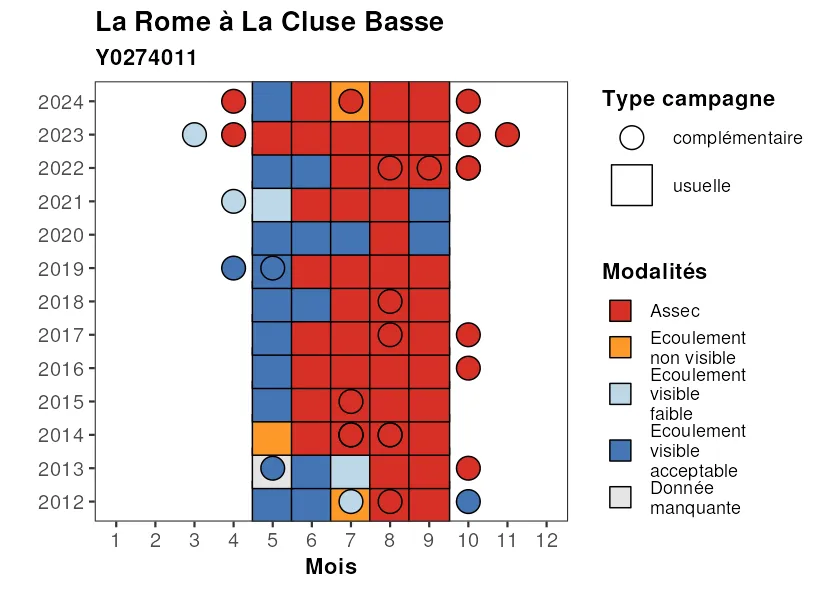 La Rome à La Cluse Basse
Y0274011
2024
2023
2022
2021
2020
2019
2018
2017
2016
2015
2014
2013
2012
1 2 3 4 5 6 7 8 9 10 11 12
Mois
Type campagne
complémentaire
usuelle
Modalités
Assec
Ecoulement
non visible
Ecoulement
visible
faible
Ecoulement
visible
acceptable
Donnée
manquante